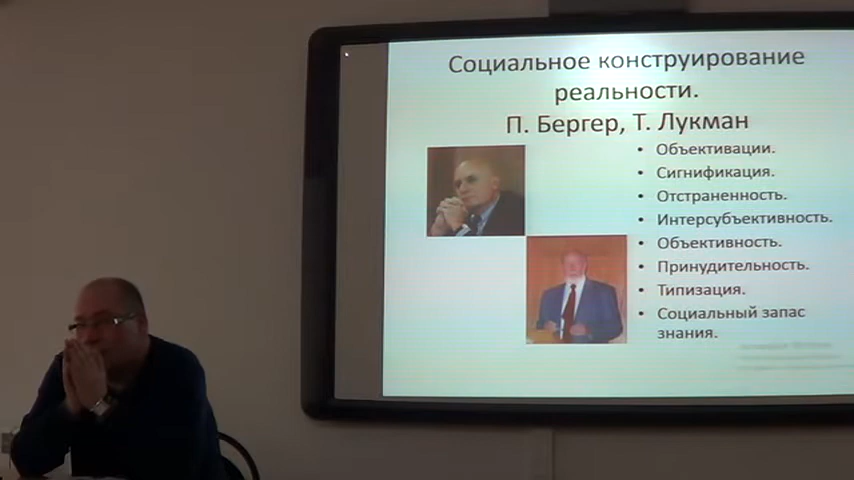 Социальное конструирование
реальности.
П. Бергер, Т. Лукман
• Объективации.
• Сигнификация.
• Отстраненность.
• Интерсубъективность.
• Объективность.
• Принудительность.
• Типизация.
• Социальный запас
знания.